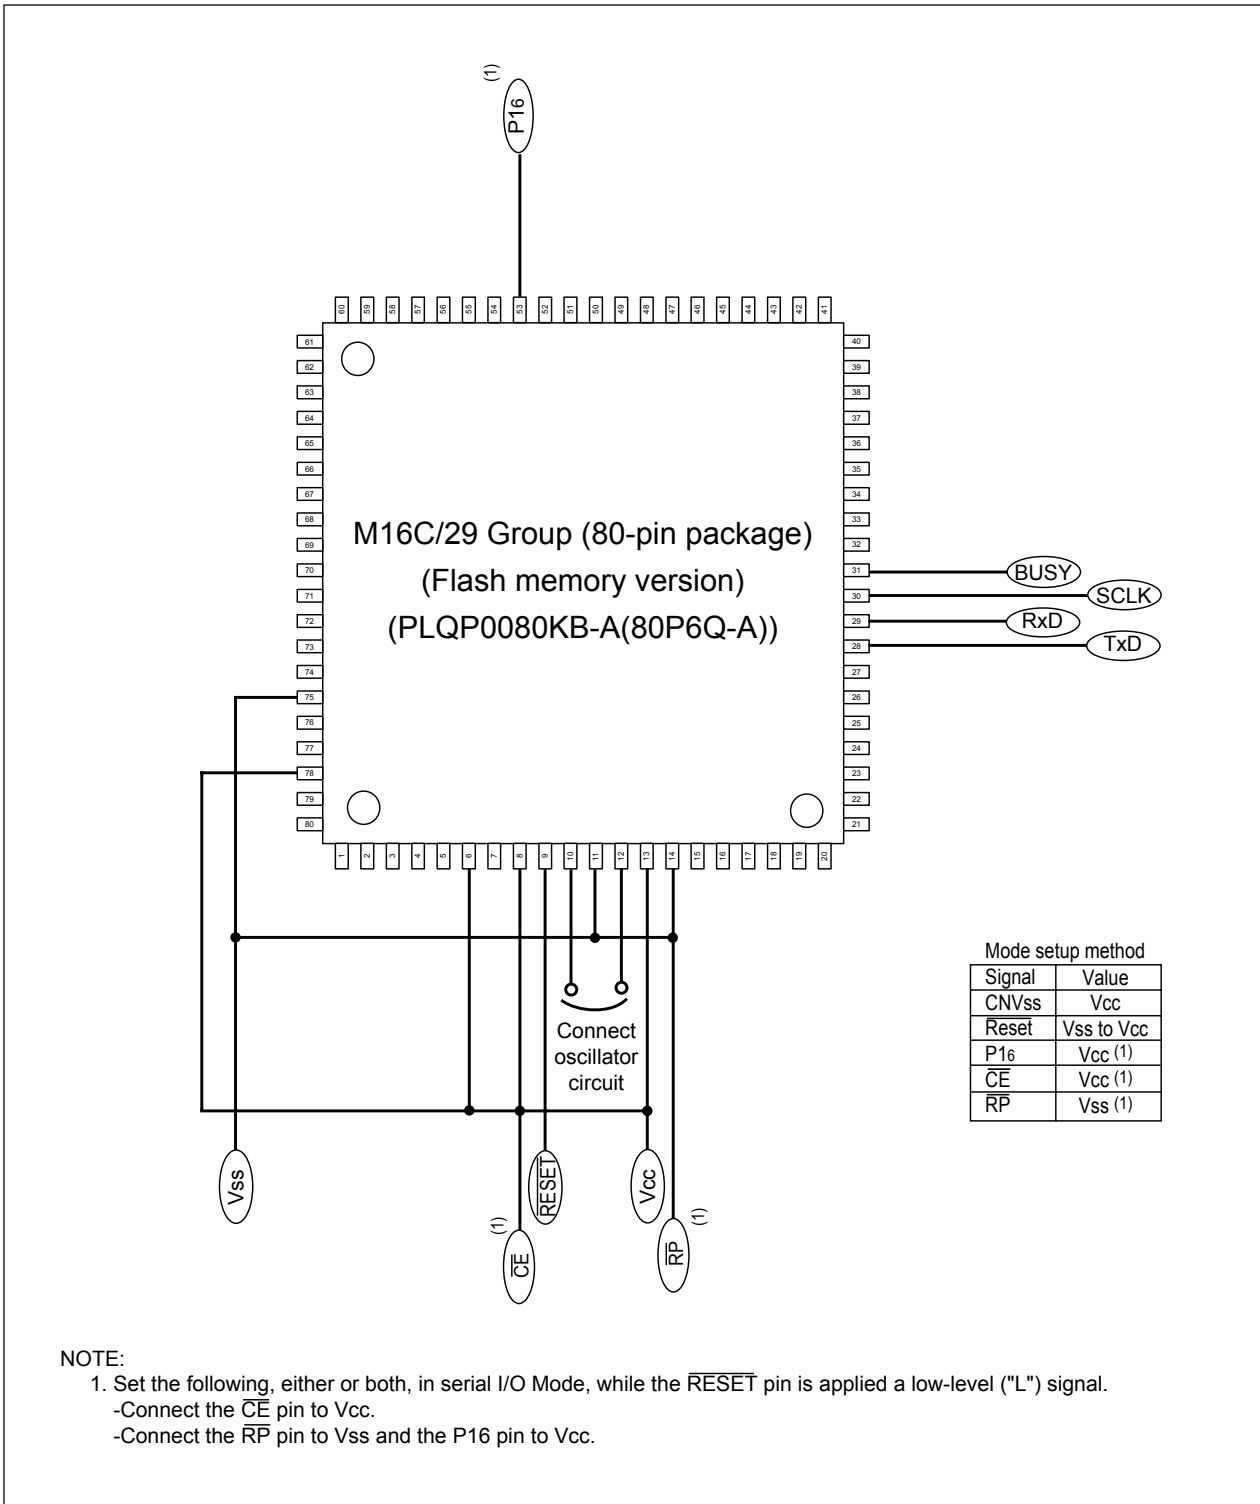 (1)
P16
60 59 58 57 56 55 54 53 52 51 50 49 48 47 46 45 44 43 42 41
61
62
63
64
65
66
67
68
69
70
71
72
73
74
75
76
77
78
79
80
40
39
38
37
36
35
34
33
32
31
30
29
28
27
26
25
24
23
22
21
M16C/29 Group (80-pin package)
(Flash memory version)
(PLQP0080KB-A(80P6Q-A))
BUSY
SCLK
RxD
TxD
1 2 3 4 5 6 7 8 9 10 11 12 13 14 15 16 17 18 19 20
Connect
oscillator
circuit
Vss
(1)
CE
RESET
Vcc
RP
(1)
Mode setup method
Signal Value
CNVss Vcc
Reset Vss to Vcc
P16 Vcc (1)
CE Vcc (1)
RP Vss (1)
NOTE:
1. Set the following, either or both, in serial I/O Mode, while the RESET pin is applied a low-level ("L") signal.
-Connect the CE pin to Vcc.
-Connect the RP pin to Vss and the P16 pin to Vcc.